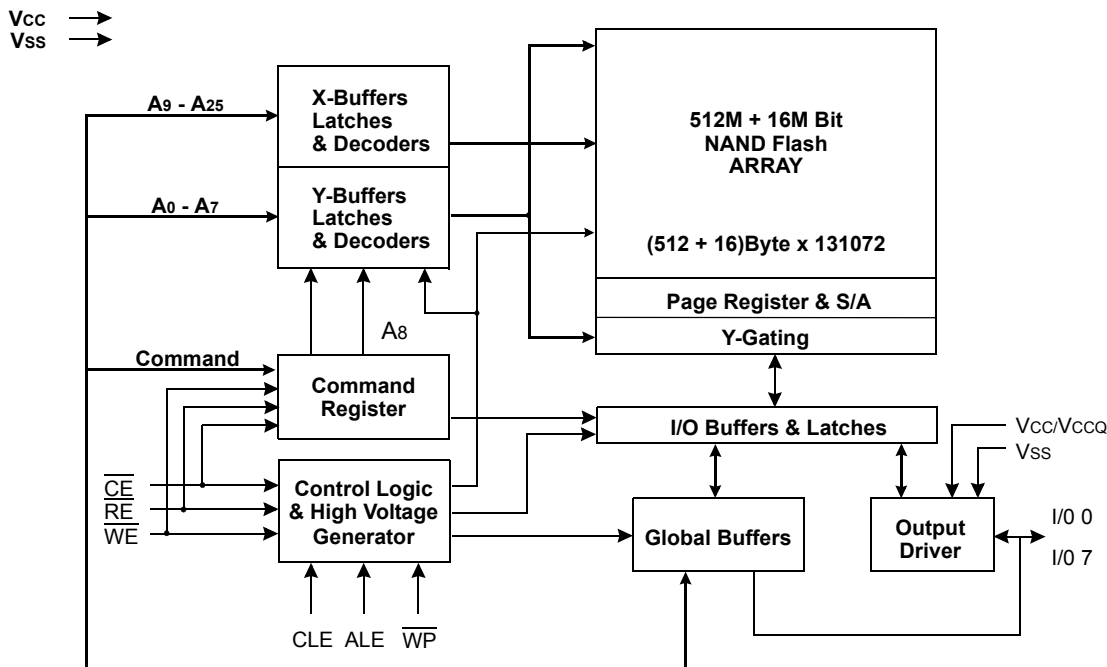 VCC
VSS
A9 - A25
X-Buffers
Latches
& Decoders
512M + 16M Bit
NAND Flash
ARRAY
A0 - A7
Y-Buffers
Latches
& Decoders
(512 + 16)Byte x 131072
Page Register & S/A
A8
Y-Gating
Command
Command
Register
I/O Buffers & Latches
VCC/VCCQ
VSS
CE
RE
WE
Control Logic
& High Voltage
Generator
Global Buffers
Output
Driver
I/0 0
I/0 7
CLE
ALE
WP